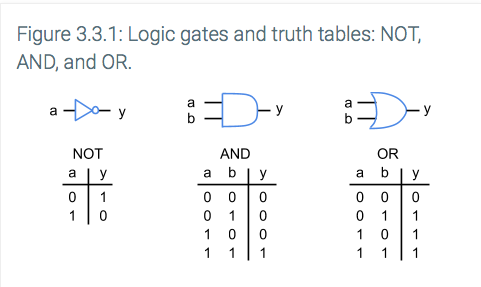 Figure 3.3.1: Logic gates and truth tables: NOT,
AND, and OR.
a y
a b y
a b y
NOT
a y
0 1
1 0
AND
a b y
0 0 0
0 1 0
1 0 0
1 1 1
OR
a b y
0 0 0
0 1 1
1 0 1
1 1 1